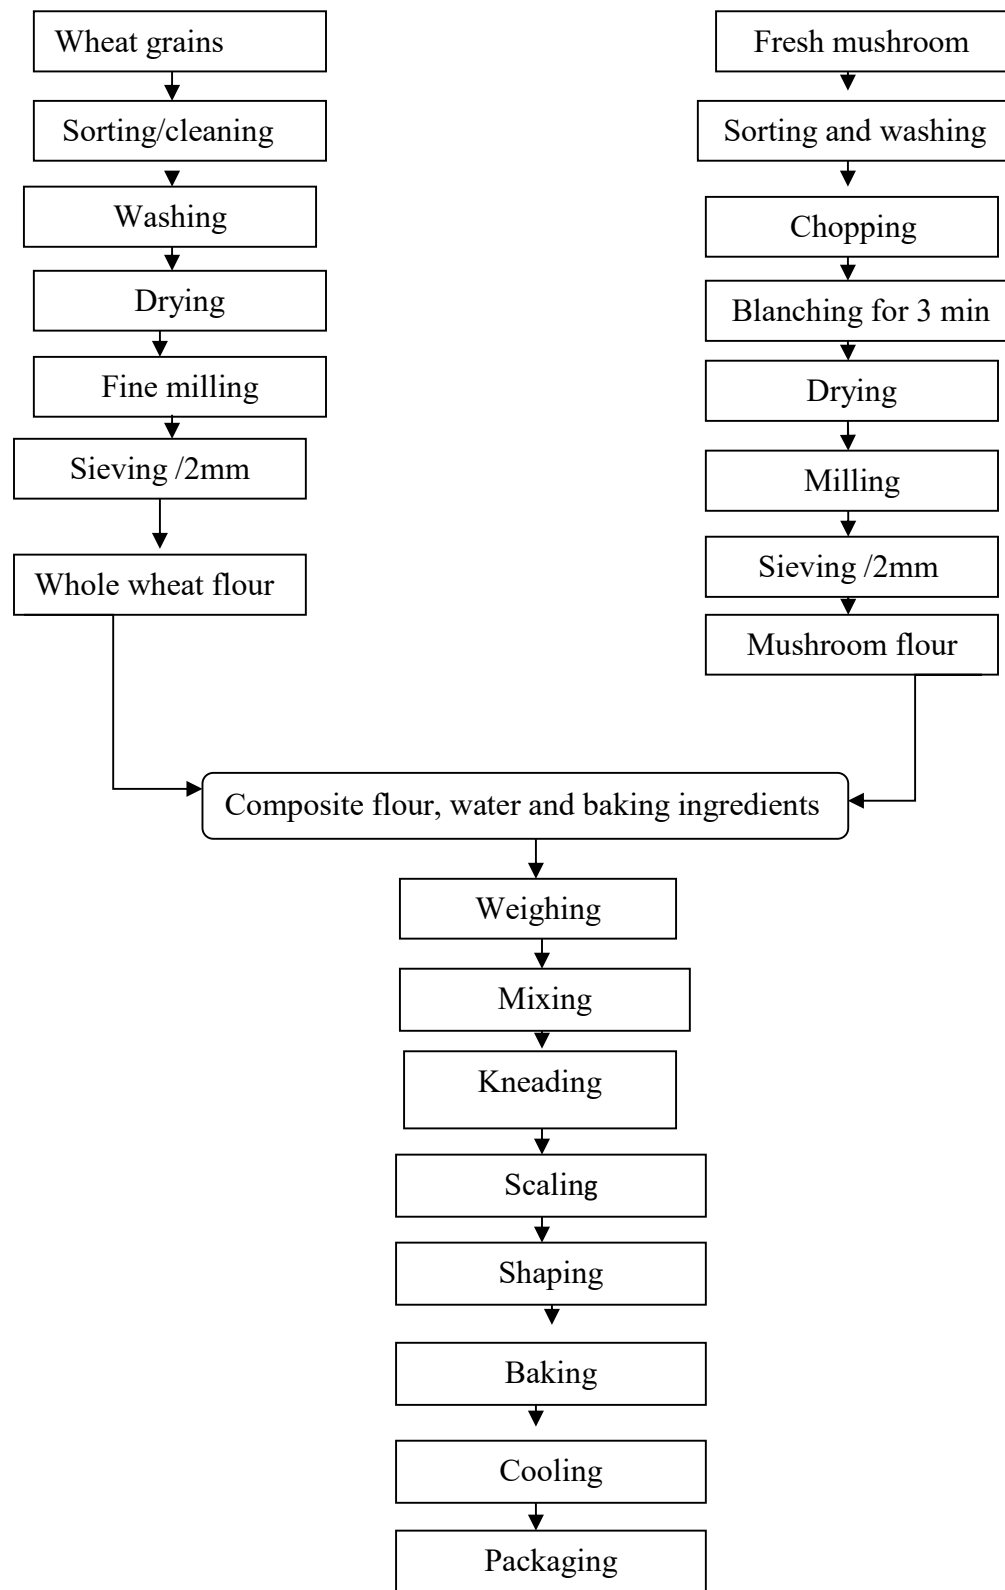 Wheat grains
Sorting/cleaning
Washing
Drying
Fine milling
Sieving /2mm
Whole wheat flour
Fresh mushroom
Sorting and washing
Chopping
Blanching for 3 min
Drying
Milling
Sieving /2mm
Mushroom flour
Composite flour, water and baking ingredients
Weighing
Mixing
Kneading
Scaling
Shaping
Baking
Cooling
Packaging